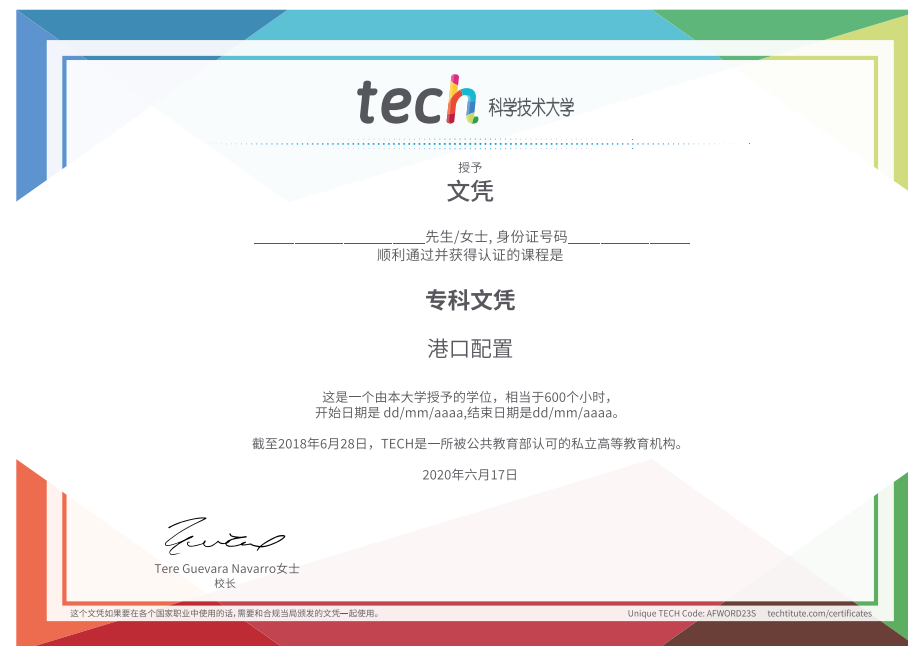 tech 科学技术大学
授予
文凭
先生/女士, 身份证号码
顺利通过并获得认证的课程是
专科文凭
港口配置
这是一个由本大学授予的学位，相当于600个小时，
开始日期是 dd/mm/aaaa,结束日期是dd/mm/aaaa。
截至2018年6月28日，TECH是一所被公共教育部认可的私立高等教育机构。
2020年六月17日
Tere Guevara Navarro女士
校长
这个文凭如果要在各个国家职业中使用的话,需要和合规当局颁发的文凭一起使用。
Unique TECH Code: AFWORD23S techtitute.com/certificates